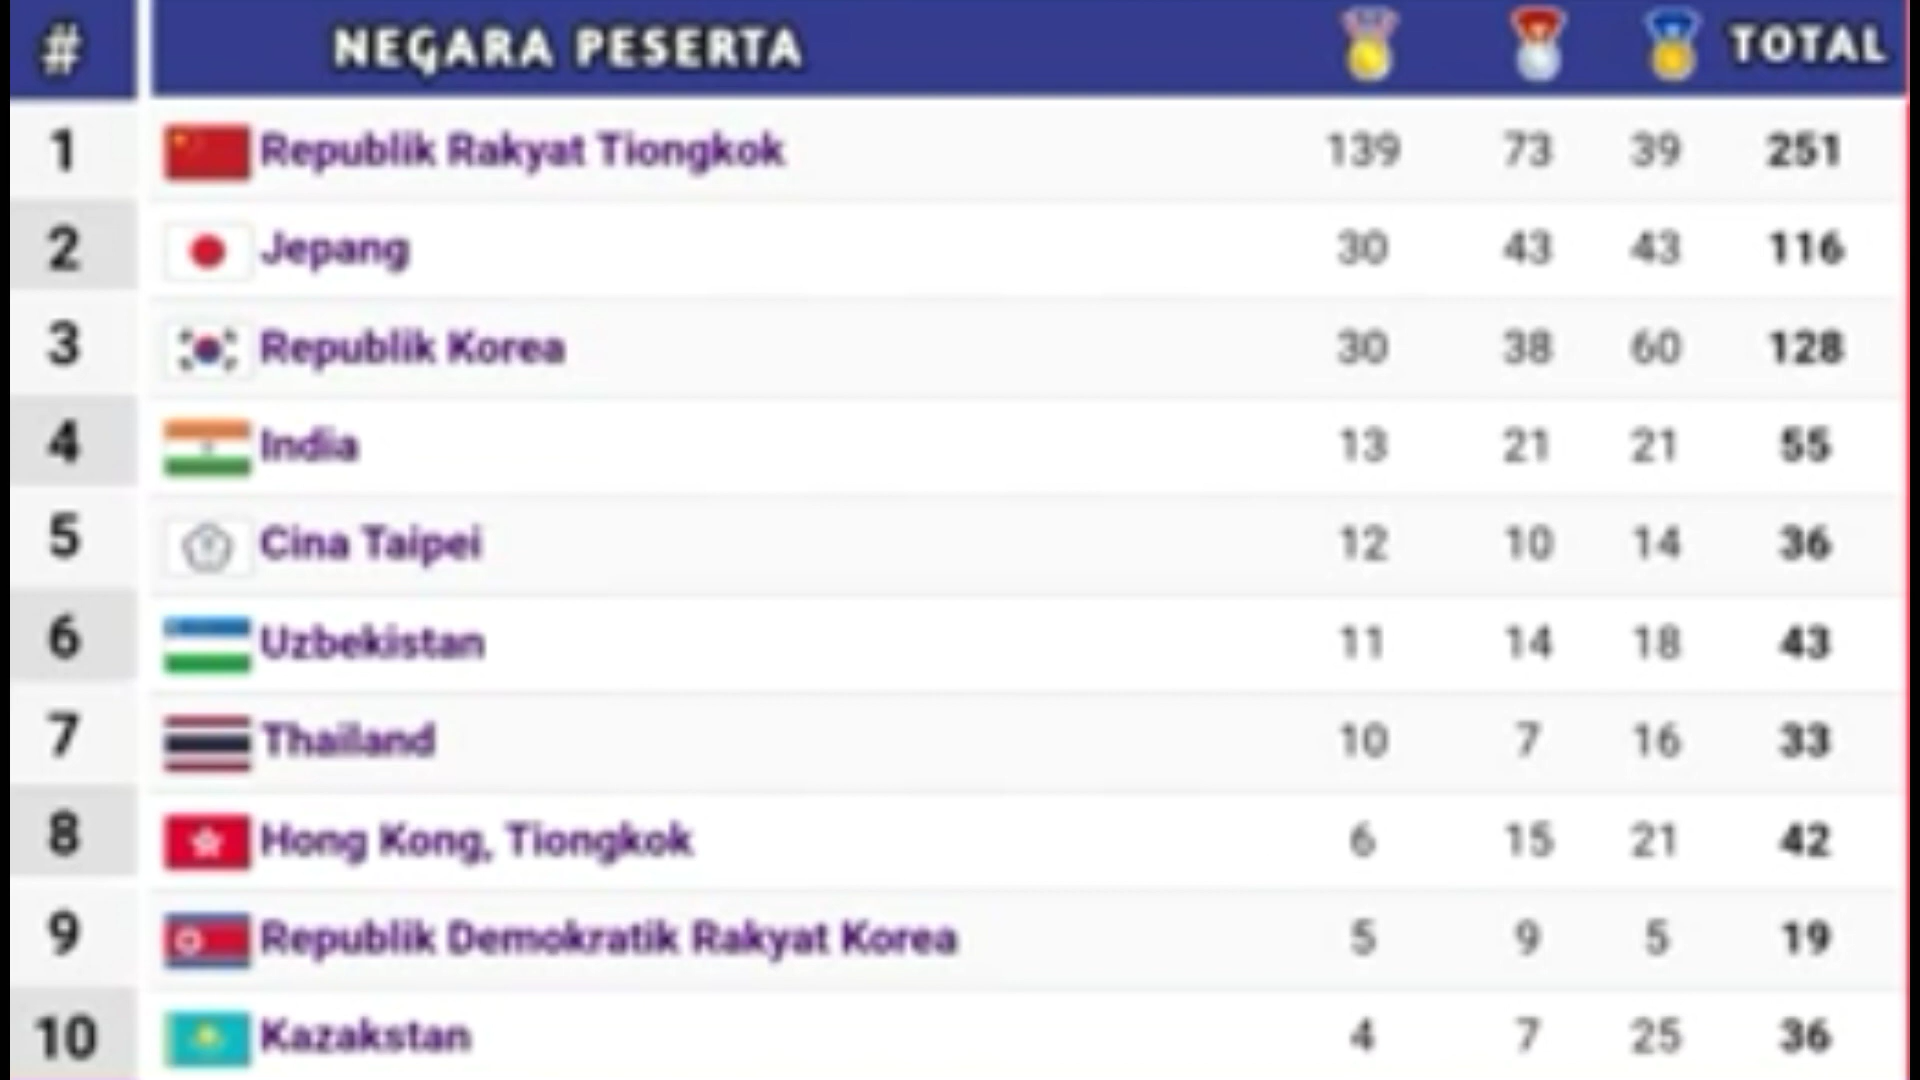 # NEGARA PESERTA TOTAL
1 Republik Rakyat Tiongkok 139 73 39 251
2 Jepang 30 43 43 116
3 Republik Korea 30 38 60 128
4 India 13 21 21 55
5 Cina Taipei 12 10 14 36
6 Uzbekistan 11 14 18 43
7 Thailand 10 7 16 33
8 Hong Kong, Tiongkok 6 15 21 42
9 Republik Demokratik Rakyat Korea 5 9 5 19
10 Kazakstan 4 7 25 36